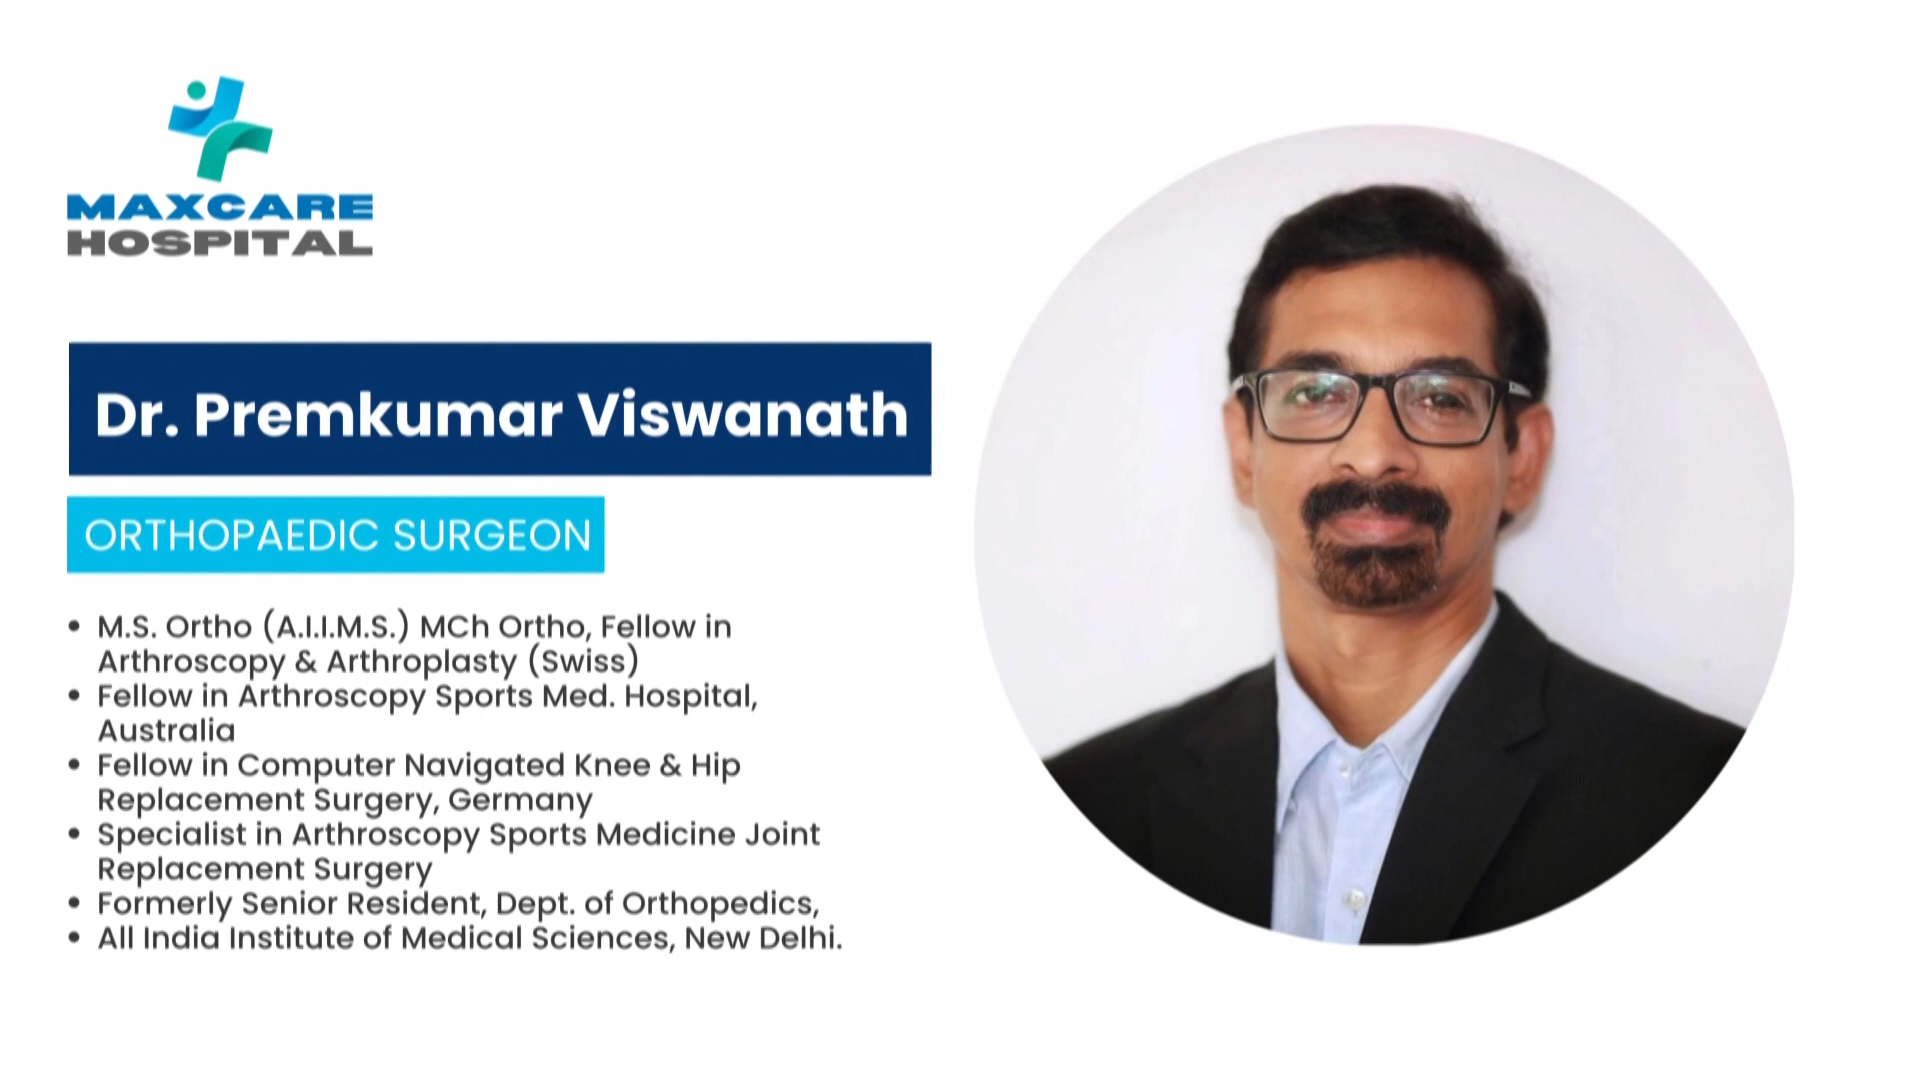 MAXCARE
HOSPITAL
Dr. Premkumar Viswanath
ORTHOPAEDIC SURGEON
• M.S. Ortho (A.I.I.M.S.) MCh Ortho, Fellow in
Arthroscopy & Arthroplasty (Swiss)
• Fellow in Arthroscopy Sports Med. Hospital,
Australia
• Fellow in Computer Navigated Knee & Hip
Replacement Surgery, Germany
• Specialist in Arthroscopy Sports Medicine Joint
Replacement Surgery
• Formerly Senior Resident, Dept. of Orthopedics,
• All India Institute of Medical Sciences, New Delhi.